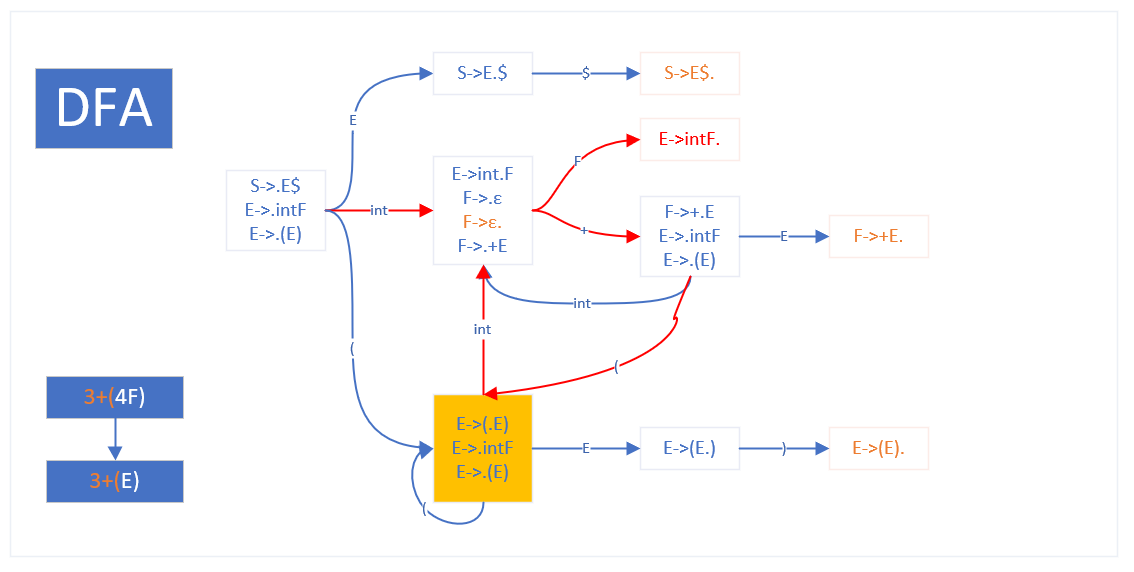 DFA
S->.E$
E->.intF
E->.(E)
E
int
(
S->E.$
$
S->E$.
E->int.F
F->.ε
F->ε.
F->.+E
F
E->intF.
+
F->+.E
E->.intF
E->.(E)
E
F->+E.
int
int
(
E->(.E)
E->.intF
E->.(E)
(
E
E->(E.)
)
E->(E).
3+(4F)
3+(E)